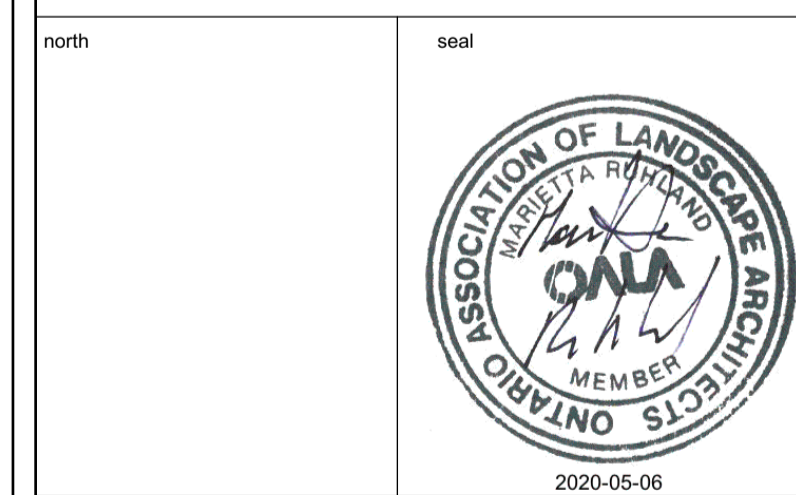 north
seal
ONTARIO ASSOCIATION OF LANDSCAPE ARCHITECTS
MARIETTA RUHLAND
OALA
MEMBER
2020-05-06